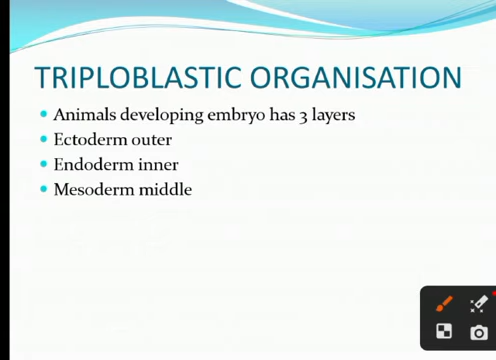 TRIPLOBLASTIC ORGANISATION
Animals developing embryo has 3 layers
Ectoderm outer
Endoderm inner
Mesoderm middle